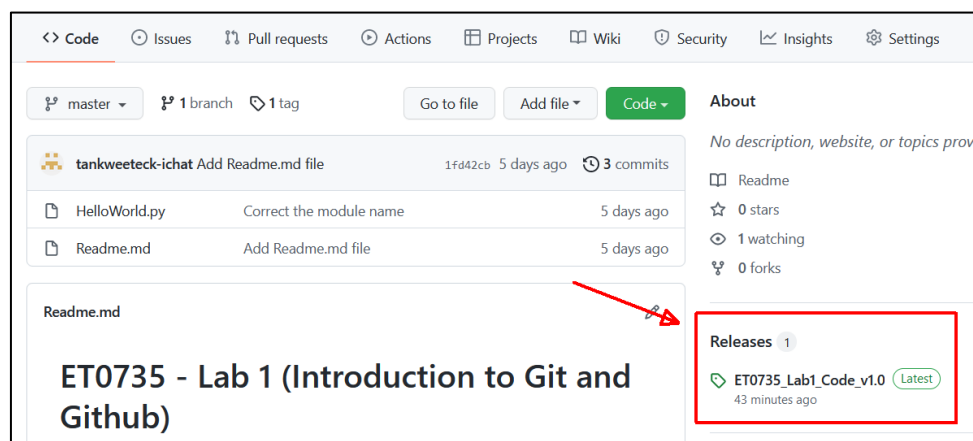 <> Code Issues Pull requests Actions Projects Wiki Security Insights Settings
master 1 branch 1 tag Go to file Add file Code
tankweeteck-ichat Add Readme.md file 1fd42cb 5 days ago 3 commits
HelloWorld.py Correct the module name 5 days ago
Readme.md Add Readme.md file 5 days ago
Readme.md
ET0735 - Lab 1 (Introduction to Git and
Github)
About
No description, website, or topics prov
Readme
0 stars
1 watching
0 forks
Releases 1
ET0735_Lab1_Code_v1.0 Latest
43 minutes ago